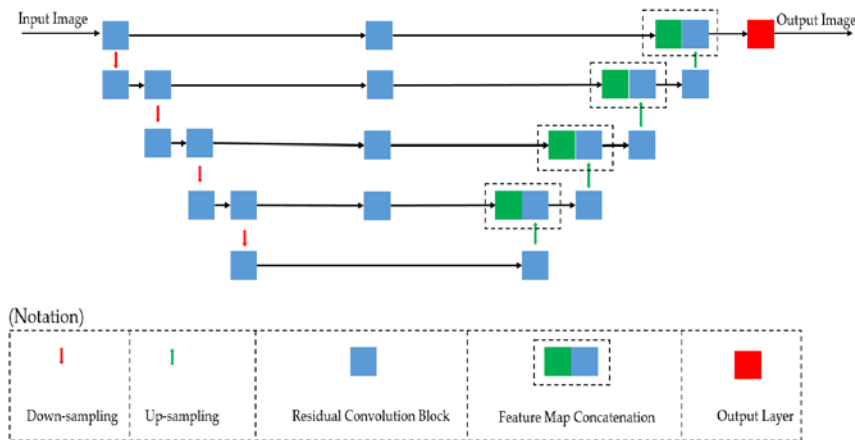 Input Image
Output Image
(Notation)
Down-sampling
Up-sampling
Residual Convolution Block
Feature Map Concatenation
Output Layer